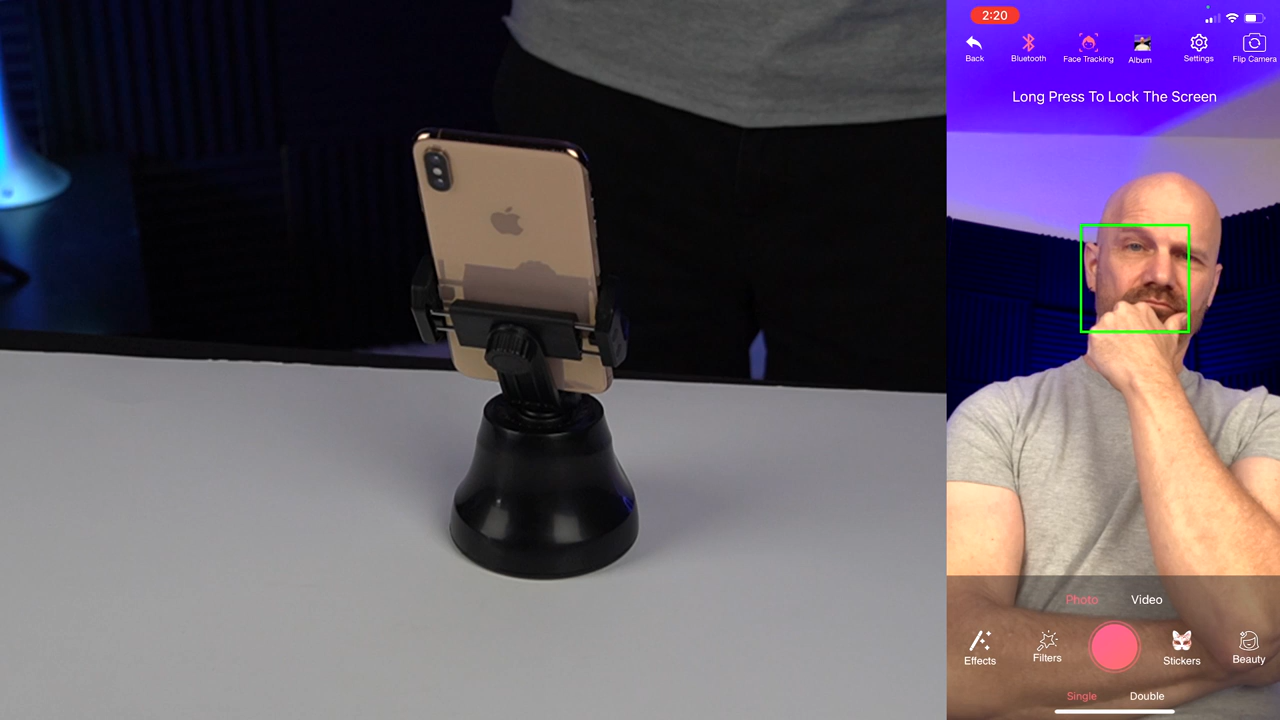 2:20
Back
Bluetooth
Face Tracking
Album
Settings
Flip Camera
Long Press To Lock The Screen
Photo
Video
Effects
Filters
Stickers
Beauty
Single
Double